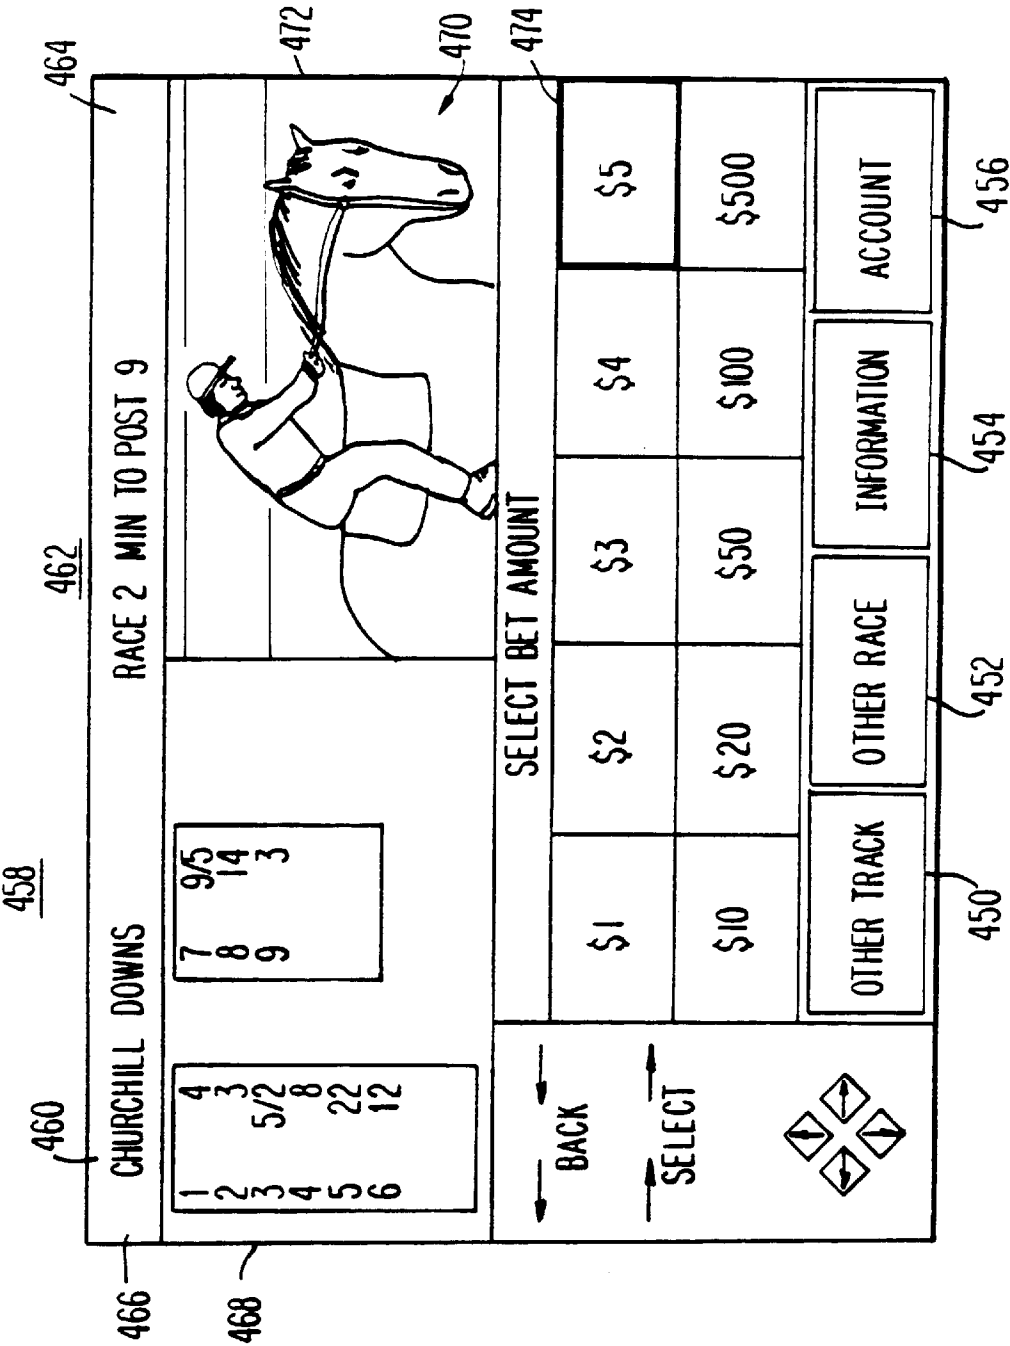 458
462
460
464
466
CHURCHILL DOWNS
RACE 2 MIN TO POST 9
468
472
1 4
2 3
3 5/2
4 8
5 22
6 12
7 9/5
8 14
9 3
470
474
BACK
SELECT
SELECT BET AMOUNT
$1 $2 $3 $4 $5
$10 $20 $50 $100 $500
OTHER TRACK
OTHER RACE
INFORMATION
ACCOUNT
450
452
454
456